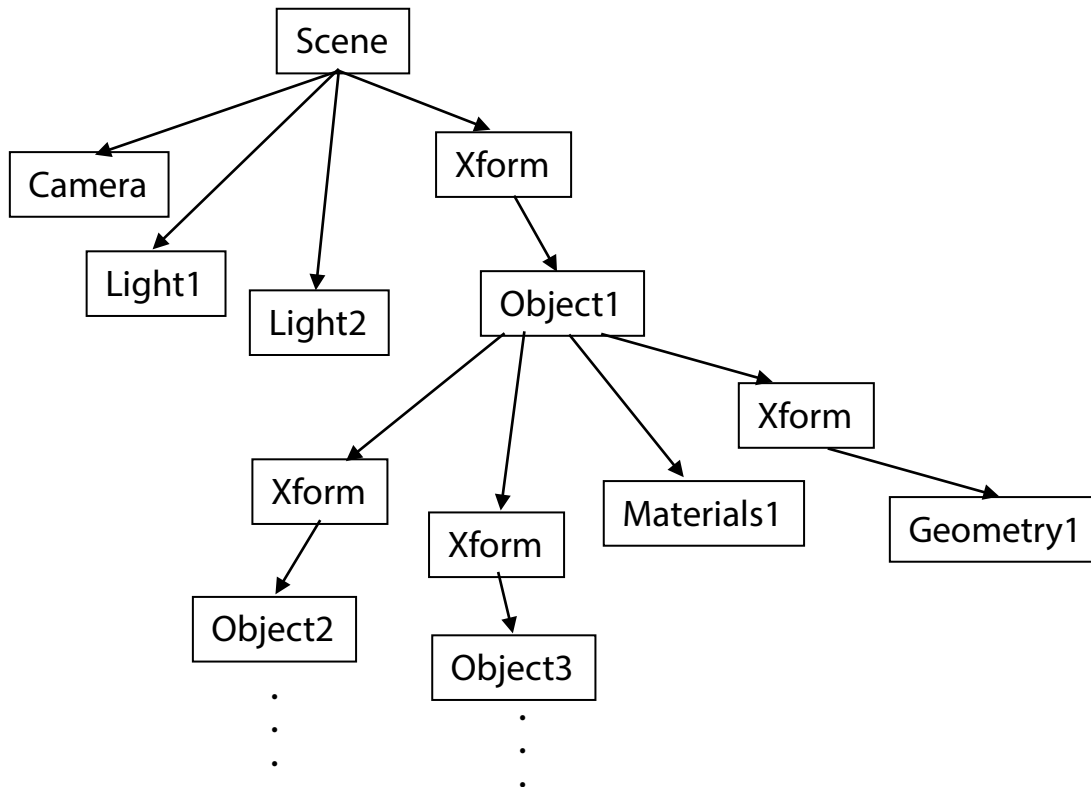 Scene
Camera
Xform
Light1
Light2
Object1
Xform
Xform
Materials1
Xform
Geometry1
Object2
Object3